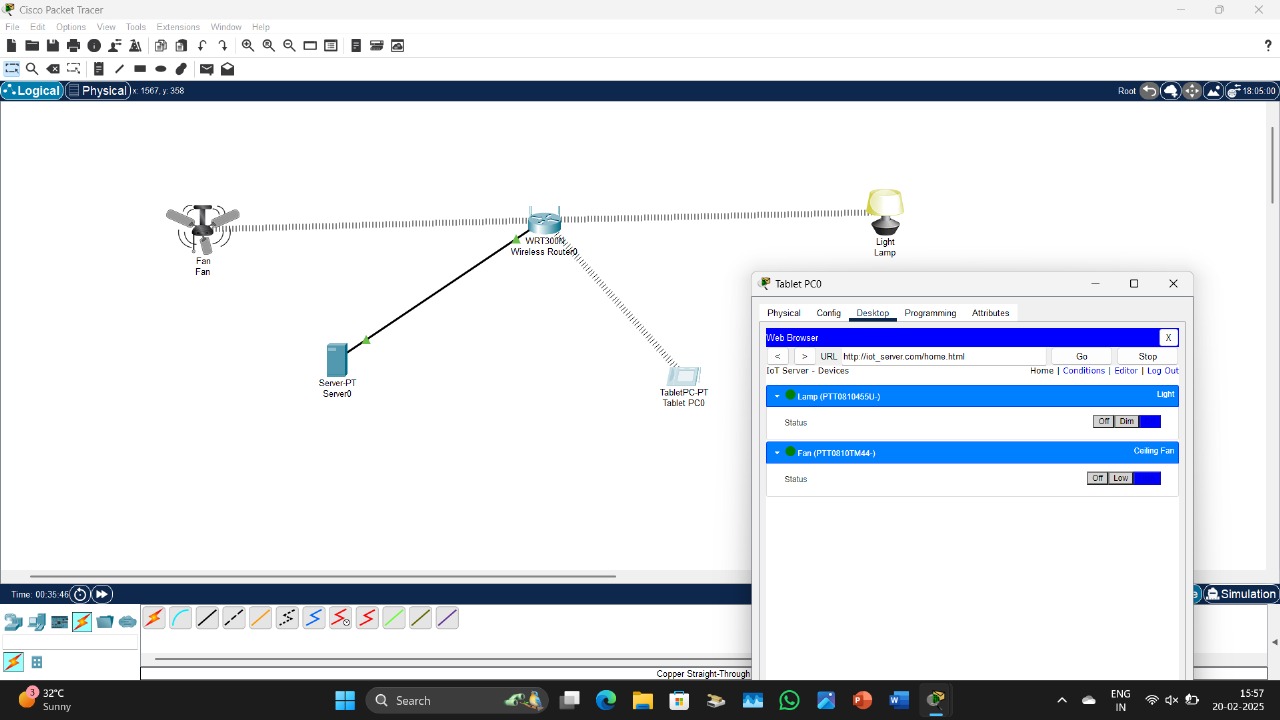 Cisco Packet Tracer
File Edit Options View Tools Extensions Window Help
?
Logical Physical x: 1567, y: 358 Root 18:05:00
Fan
Fan
WRT300N
Wireless Router0
Light
Lamp
Server-PT
Server0
TabletPC-PT
Tablet PC0
Tablet PC0
Physical Config Desktop Programming Attributes
Web Browser X
< > URL http://iot_server.com/home.html Go Stop
IoT Server - Devices Home | Conditions | Editor | Log Out
Lamp (PTT0810455U-) Light
Status Off Dim
Fan (PTT0810TM44-) Ceiling Fan
Status Off Low
Time: 00:35:46 Simulation
Copper Straight-Through
3 32°C
Sunny
Search
ENG
IN
15:57
20-02-2025